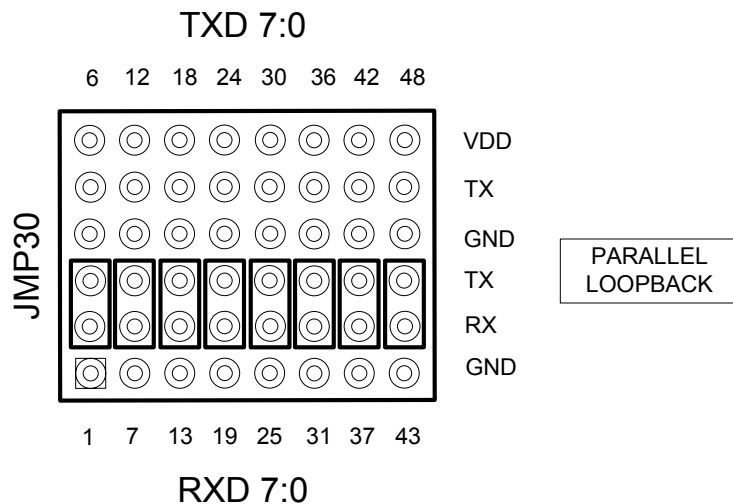 TXD 7:0
6 12 18 24 30 36 42 48
VDD
TX
GND
TX
RX
GND
JMP30
PARALLEL
LOOPBACK
1 7 13 19 25 31 37 43
RXD 7:0